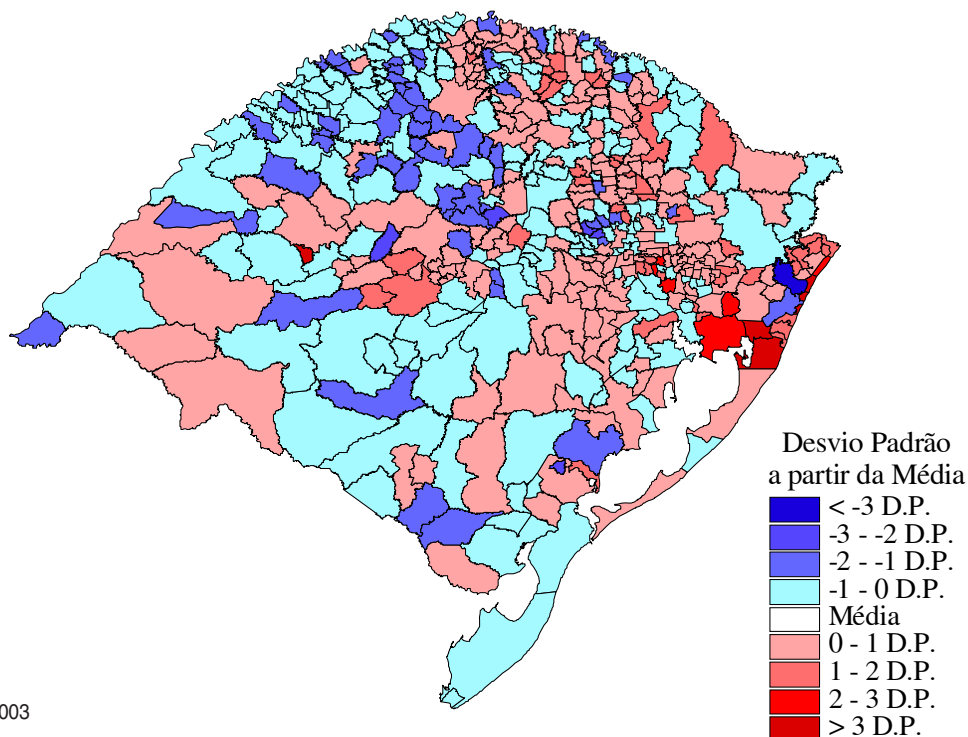 Desvio Padrão
a partir da Média
< -3 D.P.
-3 - -2 D.P.
-2 - -1 D.P.
-1 - 0 D.P.
Média
0 - 1 D.P.
1 - 2 D.P.
2 - 3 D.P.
> 3 D.P.
003